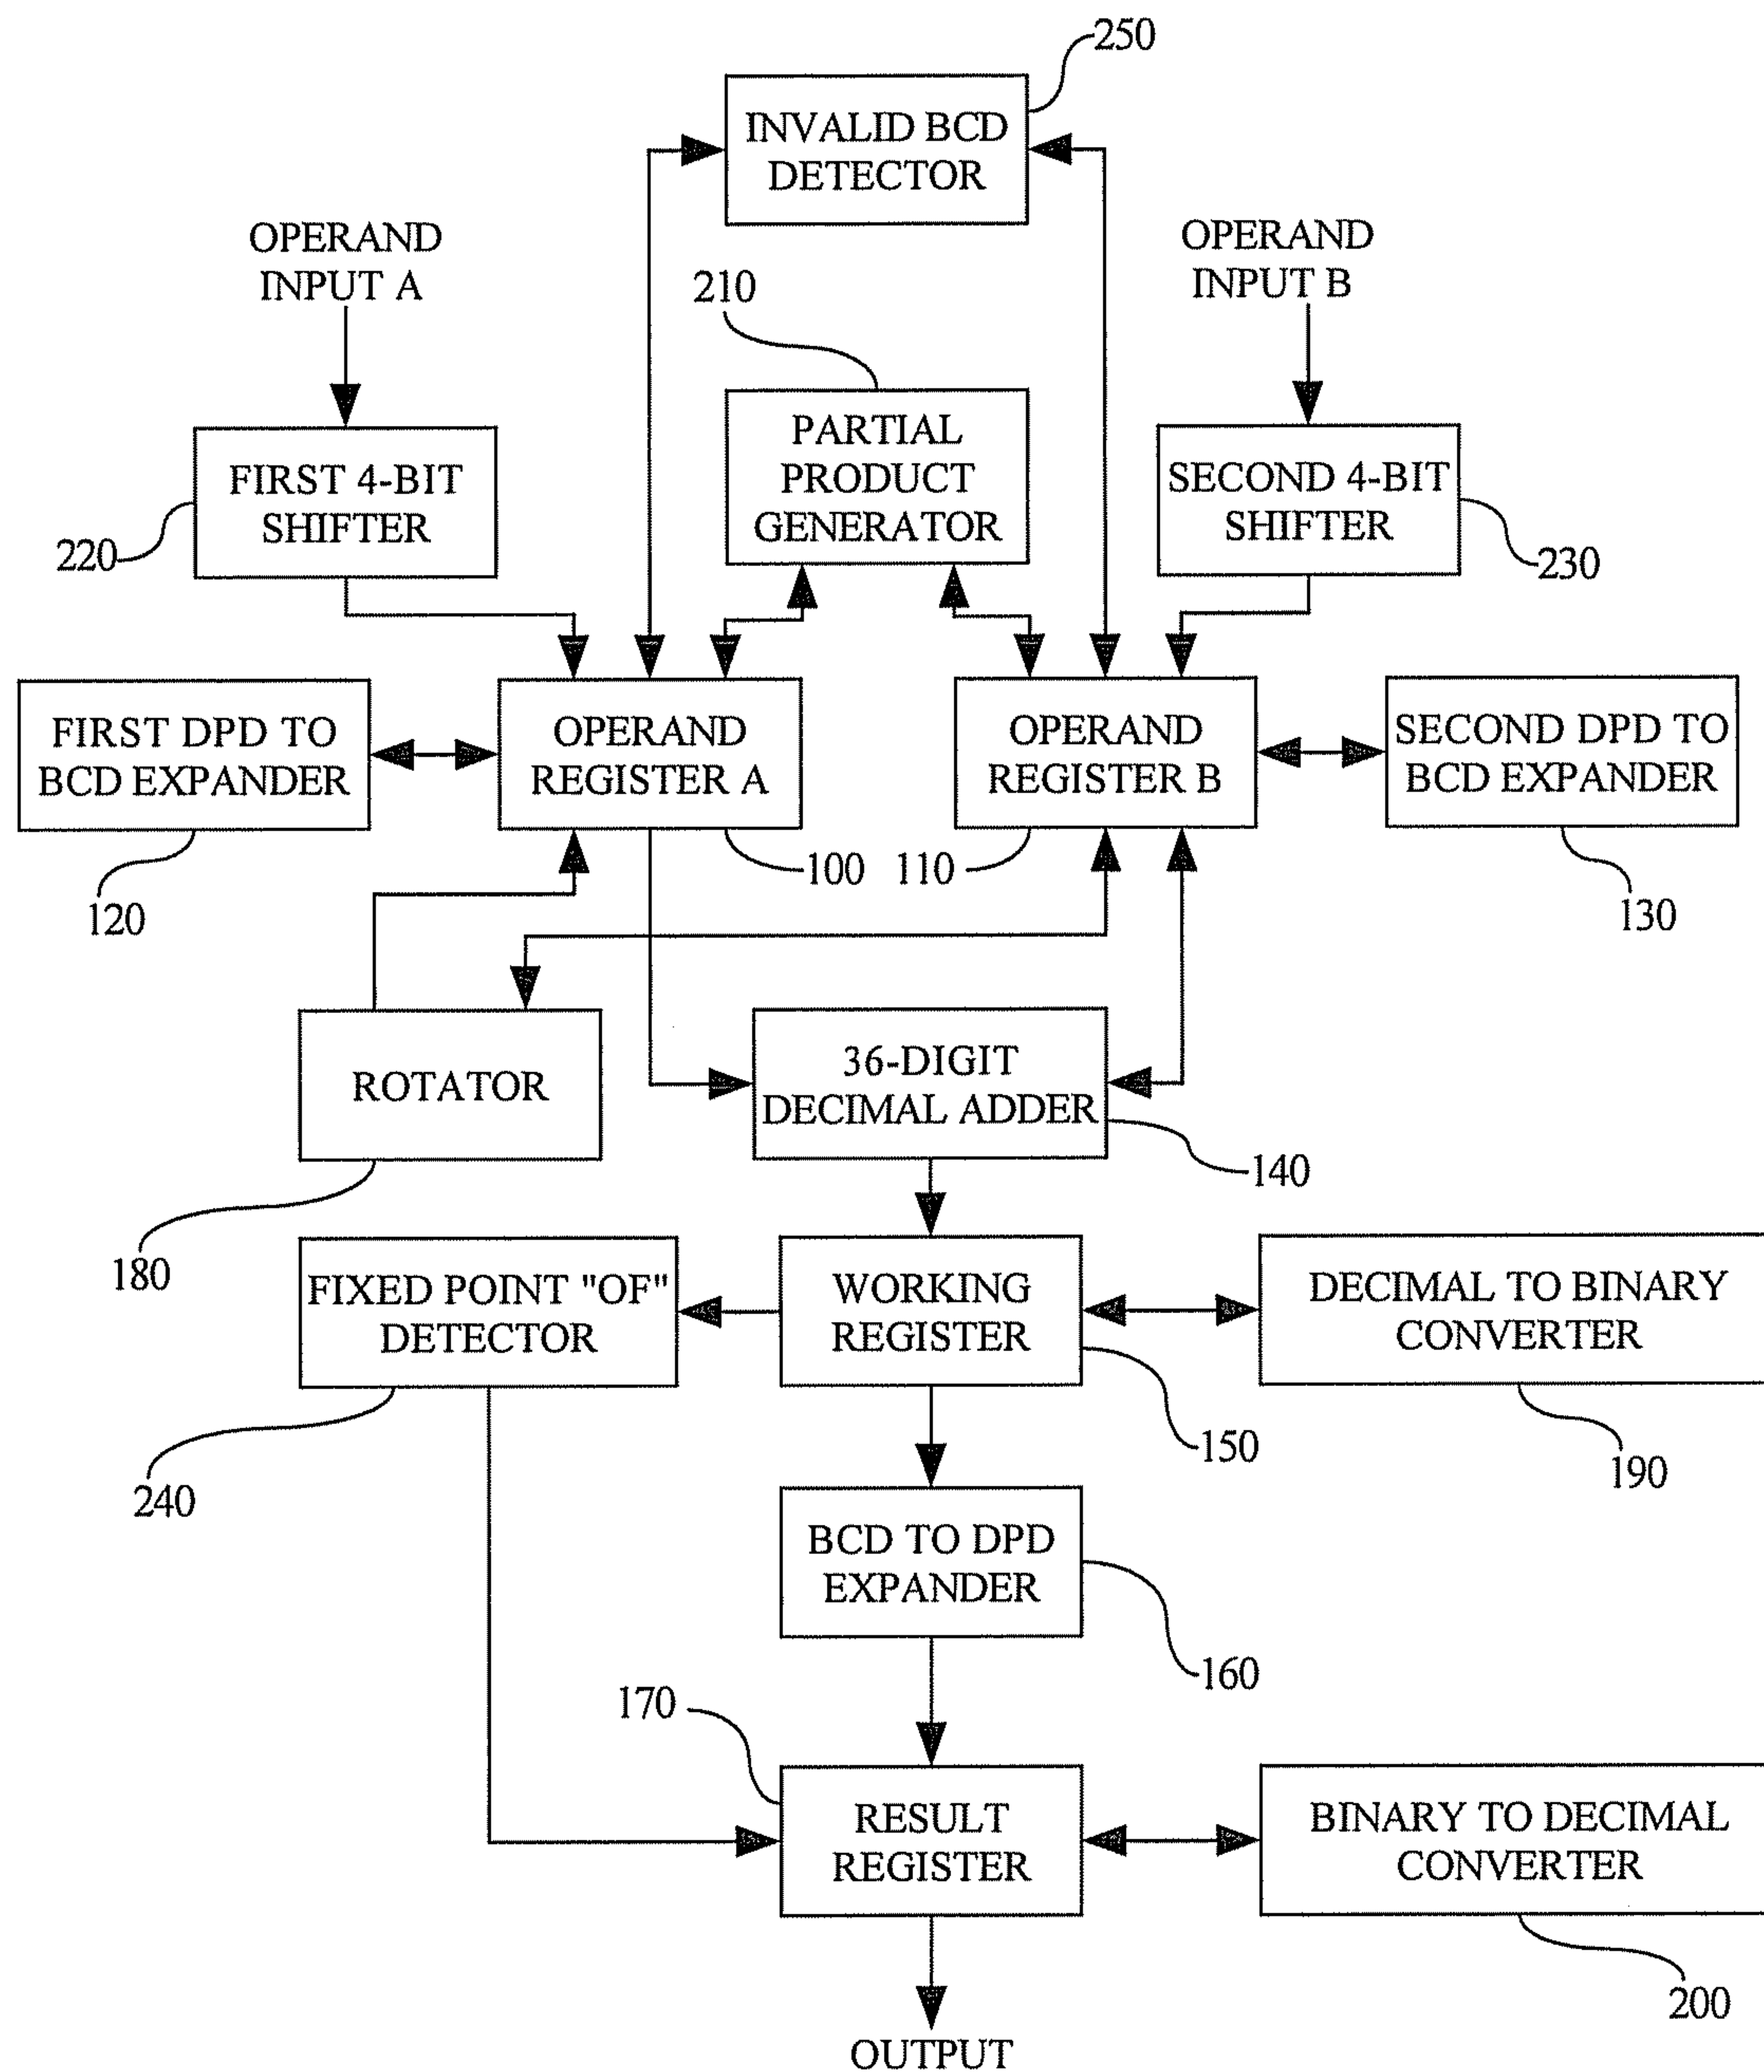 250
INVALID BCD
DETECTOR
OPERAND
INPUT A
OPERAND
INPUT B
210
PARTIAL
PRODUCT
GENERATOR
FIRST 4-BIT
SHIFTER
220
SECOND 4-BIT
SHIFTER
230
FIRST DPD TO
BCD EXPANDER
120
OPERAND
REGISTER A
100
OPERAND
REGISTER B
110
SECOND DPD TO
BCD EXPANDER
130
ROTATOR
180
36-DIGIT
DECIMAL ADDER
140
FIXED POINT "OF"
DETECTOR
240
WORKING
REGISTER
150
DECIMAL TO BINARY
CONVERTER
190
BCD TO DPD
EXPANDER
160
170
RESULT
REGISTER
BINARY TO DECIMAL
CONVERTER
200
OUTPUT